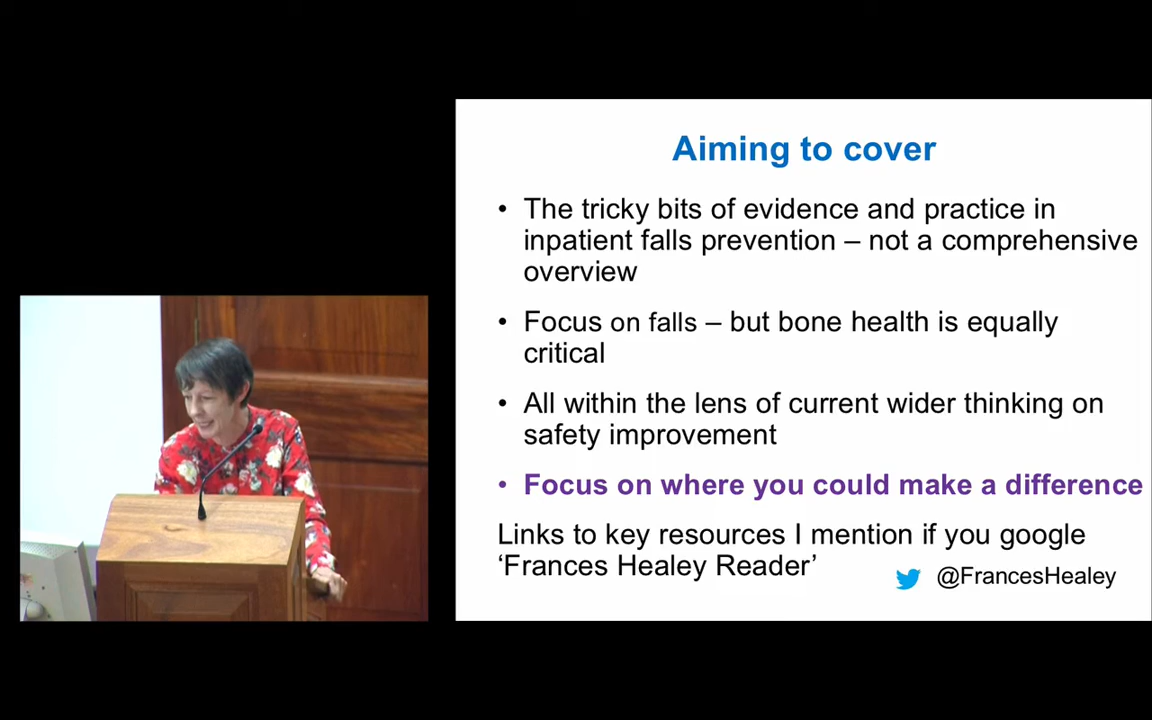 Aiming to cover
• The tricky bits of evidence and practice in
inpatient falls prevention – not a comprehensive
overview
• Focus on falls – but bone health is equally
critical
• All within the lens of current wider thinking on
safety improvement
• Focus on where you could make a difference
Links to key resources I mention if you google
‘Frances Healey Reader’
@FrancesHealey